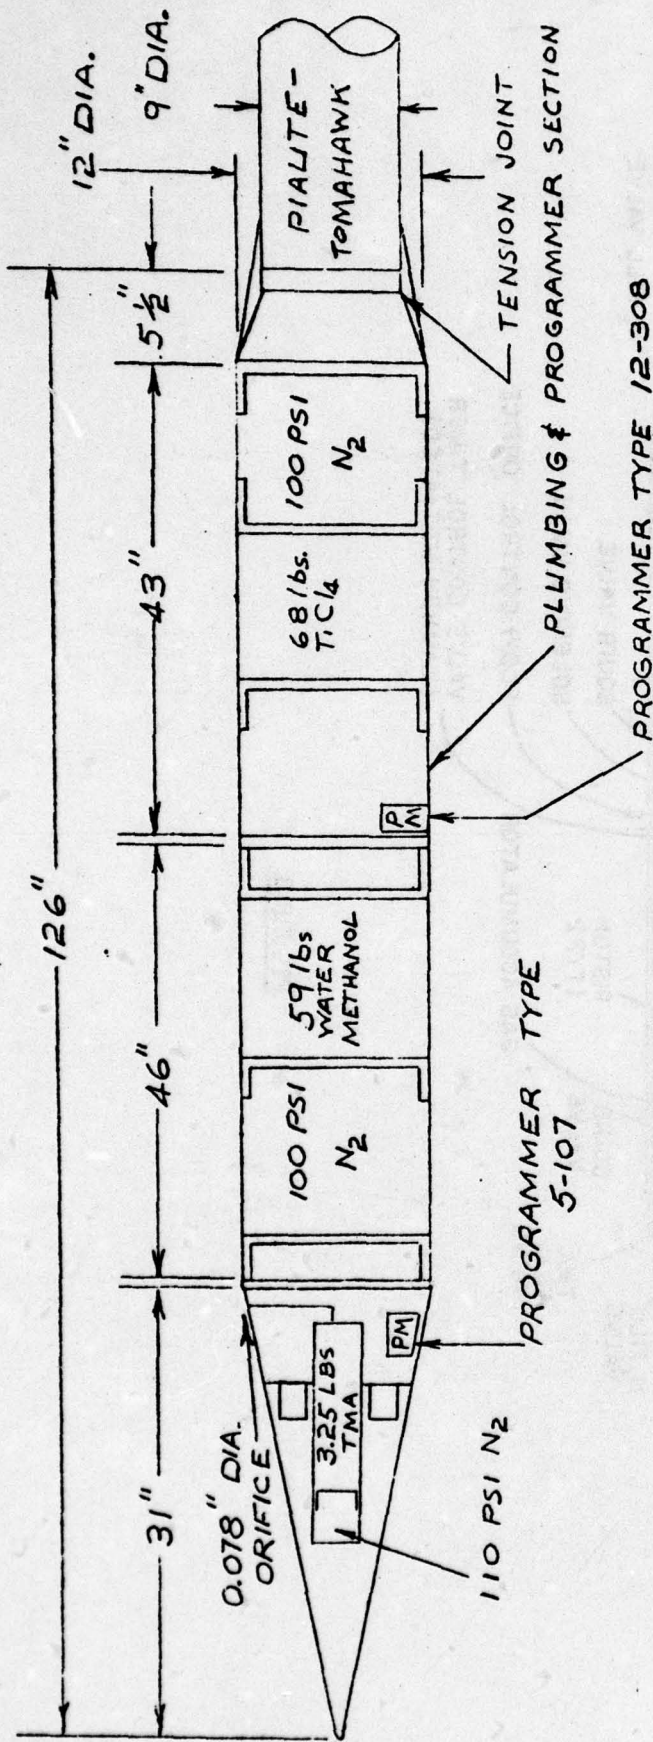 126"
31"
46"
43"
5 1/2"
12" DIA.
9" DIA.
0.078" DIA.
ORIFICE
3.25 LBS
TMA
PM
100 PSI
N₂
59 lbs
WATER
METHANOL
PM
68 lbs.
TiCl₄
100 PSI
N₂
PIALITE-
TOMAHAWK
110 PSI N₂
PROGRAMMER TYPE
5-107
TENSION JOINT
PLUMBING & PROGRAMMER SECTION
PROGRAMMER TYPE 12-308